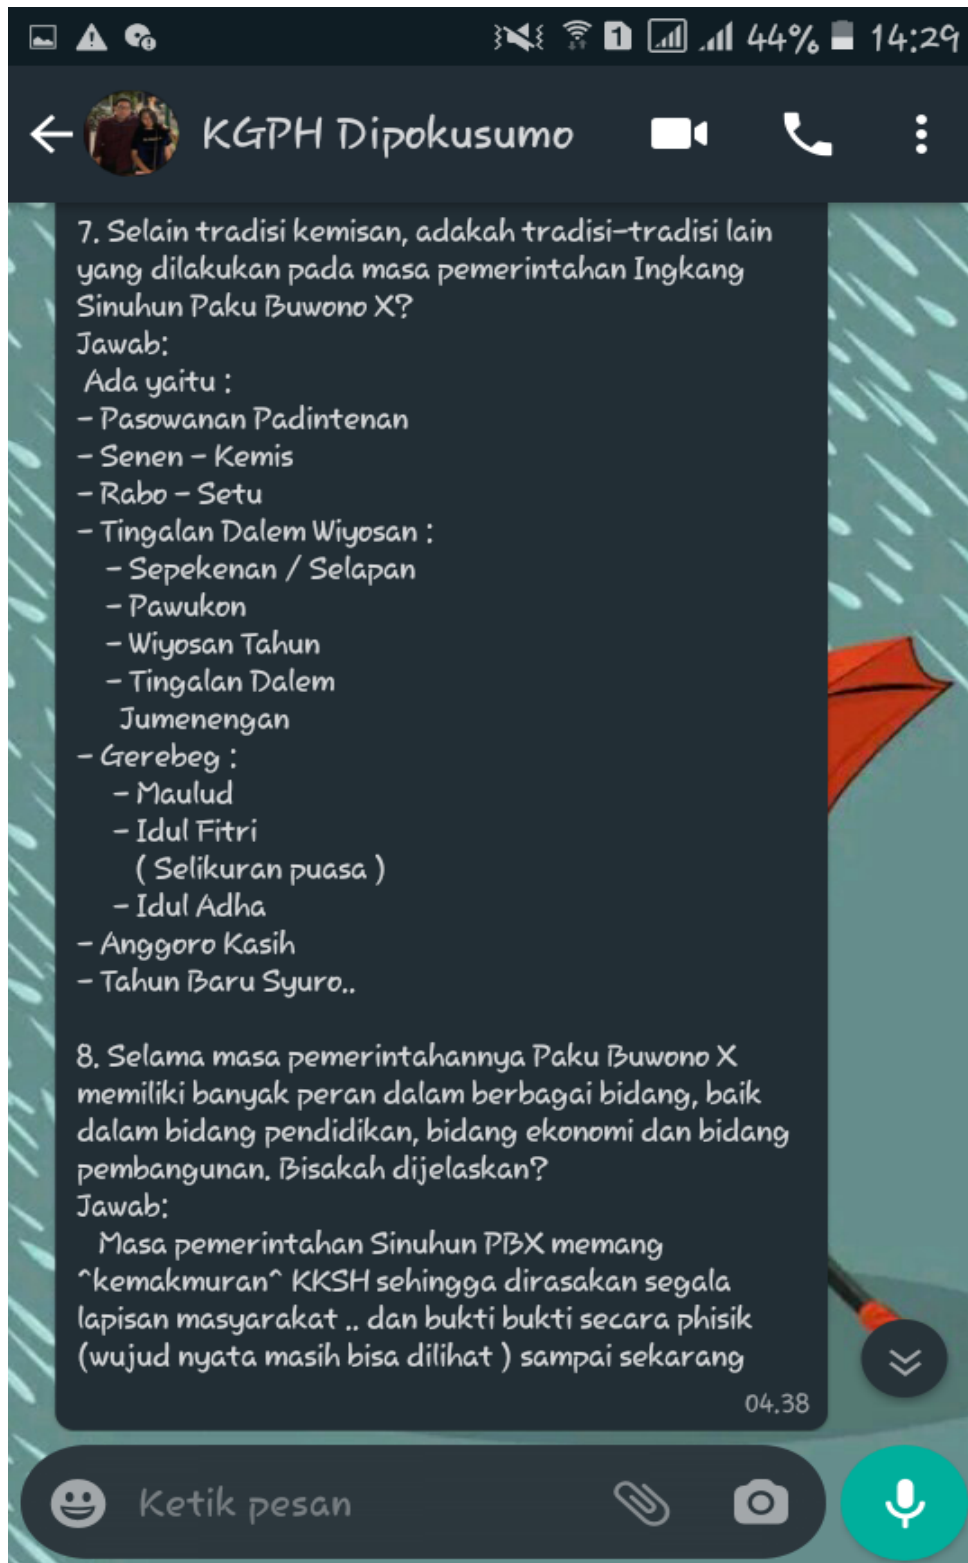 1 44% 14:29
KGPH Dipokusumo
7. Selain tradisi kemisan, adakah tradisi-tradisi lain
yang dilakukan pada masa pemerintahan Ingkang
Sinuhun Paku Buwono X?
Jawab:
Ada yaitu :
- Pasowanan Padintenan
- Senen - Kemis
- Rabo - Setu
- Tingalan Dalem Wiyosan :
- Sepekenan / Selapan
- Pawukon
- Wiyosan Tahun
- Tingalan Dalem
Jumenengan
- Gerebeg :
- Maulud
- Idul Fitri
( Selikuran puasa )
- Idul Adha
- Anggoro Kasih
- Tahun Baru Syuro..
8. Selama masa pemerintahannya Paku Buwono X
memiliki banyak peran dalam berbagai bidang, baik
dalam bidang pendidikan, bidang ekonomi dan bidang
pembangunan. Bisakah dijelaskan?
Jawab:
Masa pemerintahan Sinuhun PBX memang
^kemakmuran^ KKSH sehingga dirasakan segala
lapisan masyarakat .. dan bukti bukti secara phisik
(wujud nyata masih bisa dilihat ) sampai sekarang
04.38
Ketik pesan